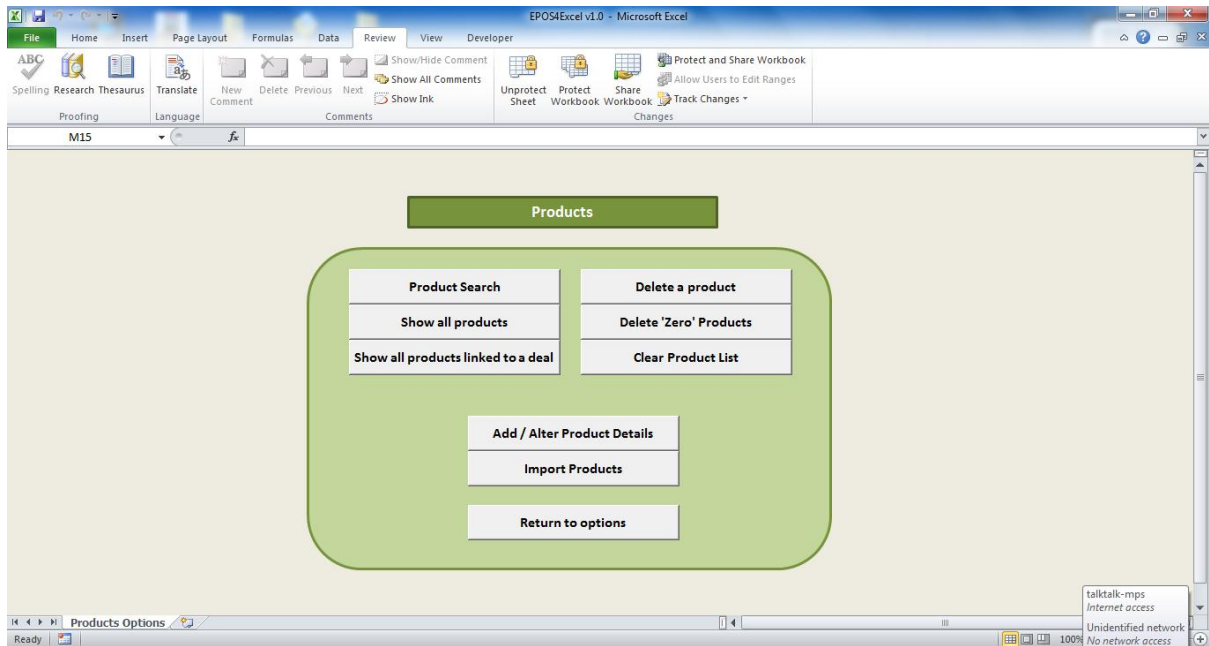 EPOS4Excel v1.0 - Microsoft Excel
File Home Insert Page Layout Formulas Data Review View Developer
ABC
Spelling Research Thesaurus Translate New Comment Delete Previous Next
Show/Hide Comment
Show All Comments
Show Ink
Unprotect Sheet Protect Workbook Share Workbook
Protect and Share Workbook
Allow Users to Edit Ranges
Track Changes
Proofing Language Comments Changes
M15 fx
Products
Product Search Delete a product
Show all products Delete 'Zero' Products
Show all products linked to a deal Clear Product List
Add / Alter Product Details
Import Products
Return to options
talktalk-mps
Internet access
Unidentified network
No network access
Products Options
Ready 100%